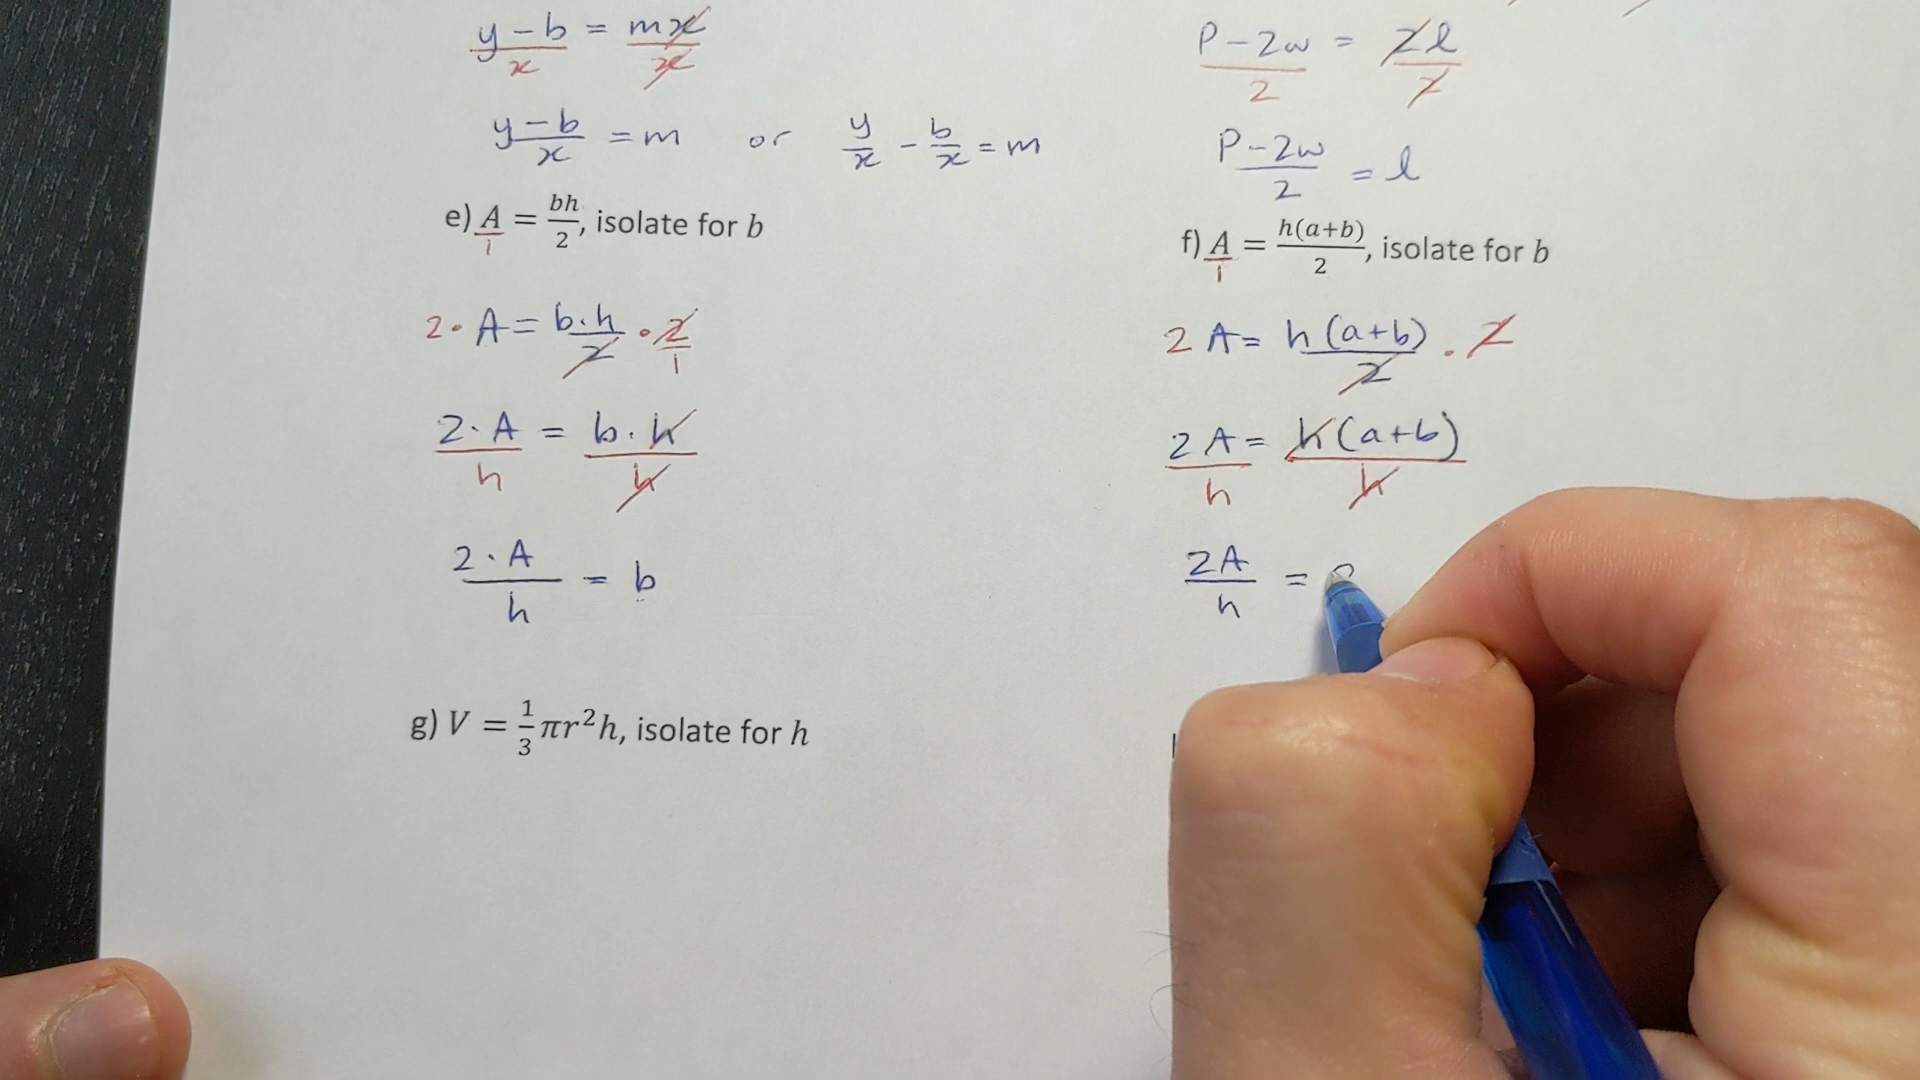 y - b = mx
x x
y - b / x = m or y/x - b/x = m
e) A = bh/2, isolate for b
1
2 · A = b · h / 2 · 2/1
2 · A = b · h
h h
2 · A / h = b
g) V = 1/3 πr²h, isolate for h
P - 2w = 2l
2 2
P - 2w / 2 = l
f) A = h(a+b)/2, isolate for b
1
2 A = h (a+b) / 2 · 2
2 A = h (a+b)
h h
2A / h =